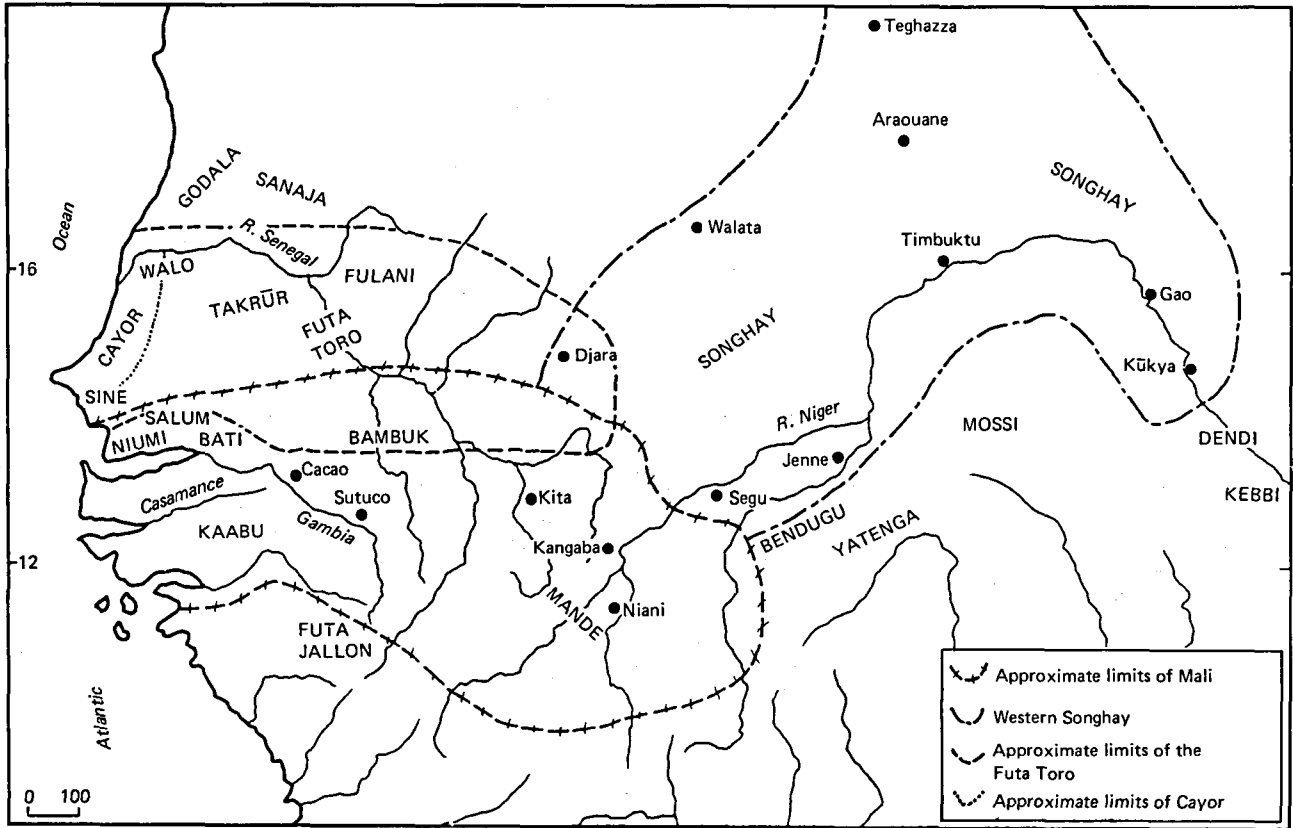 Teghazza
Araouane
SONGHAY
GODALA
SANAJA
Ocean
Walata
R. Senegal
Timbuktu
16
WALO
FULANI
TAKRŪR
Gao
FUTA
TORO
CAYOR
SONGHAY
Djara
Kūkya
SINE
SALUM
R. Niger
MOSSI
NIUMI
BATI
BAMBUK
DENDI
Jenne
Cacao
Casamance
Sutuco
Kita
Segu
KEBBI
KAABU
Gambia
BENDUGU
YATENGA
Kangaba
12
MANDE
Niani
FUTA
JALLON
Atlantic
0 100
Approximate limits of Mali
Western Songhay
Approximate limits of the
Futa Toro
Approximate limits of Cayor